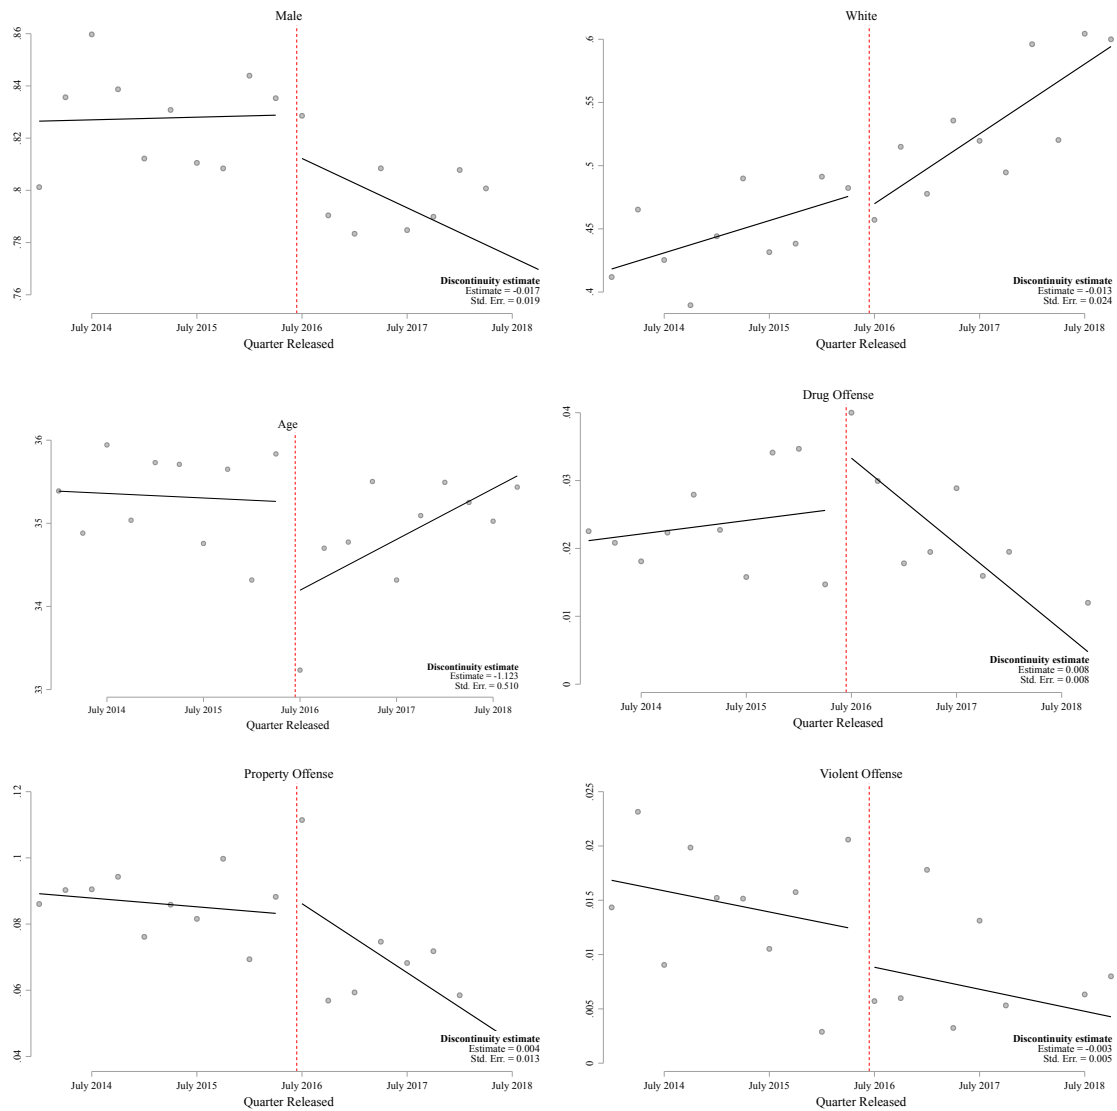 Male
.86
.84
.82
.8
.78
.76
Discontinuity estimate
Estimate = -0.017
Std. Err. = 0.019
July 2014 July 2015 July 2016 July 2017 July 2018
Quarter Released
White
.6
.55
.5
.45
.4
Discontinuity estimate
Estimate = -0.013
Std. Err. = 0.024
July 2014 July 2015 July 2016 July 2017 July 2018
Quarter Released
Age
36
35
34
33
Discontinuity estimate
Estimate = -1.123
Std. Err. = 0.510
July 2014 July 2015 July 2016 July 2017 July 2018
Quarter Released
Drug Offense
.04
.03
.02
.01
0
Discontinuity estimate
Estimate = 0.008
Std. Err. = 0.008
July 2014 July 2015 July 2016 July 2017 July 2018
Quarter Released
Property Offense
.12
.1
.08
.06
.04
Discontinuity estimate
Estimate = 0.004
Std. Err. = 0.013
July 2014 July 2015 July 2016 July 2017 July 2018
Quarter Released
Violent Offense
.025
.02
.015
.01
.005
0
Discontinuity estimate
Estimate = -0.003
Std. Err. = 0.005
July 2014 July 2015 July 2016 July 2017 July 2018
Quarter Released